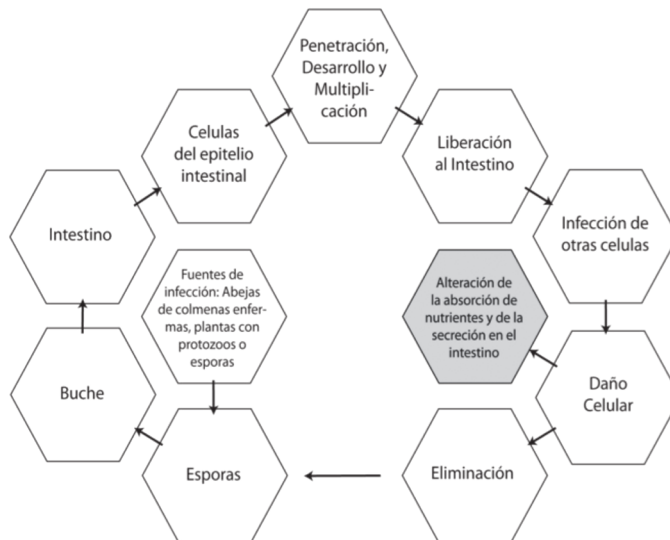 Penetración,
Desarrollo y
Multipli-
cación
Celulas
del epitelio
intestinal
Liberación
al Intestino
Intestino
Infección de
otras celulas
Fuentes de
infección: Abejas
de colmenas enfer-
mas, plantas con
protozoos o
esporas
Alteración de
la absorción de
nutrientes y de la
secreción en el
intestino
Buche
Daño
Celular
Esporas
Eliminación